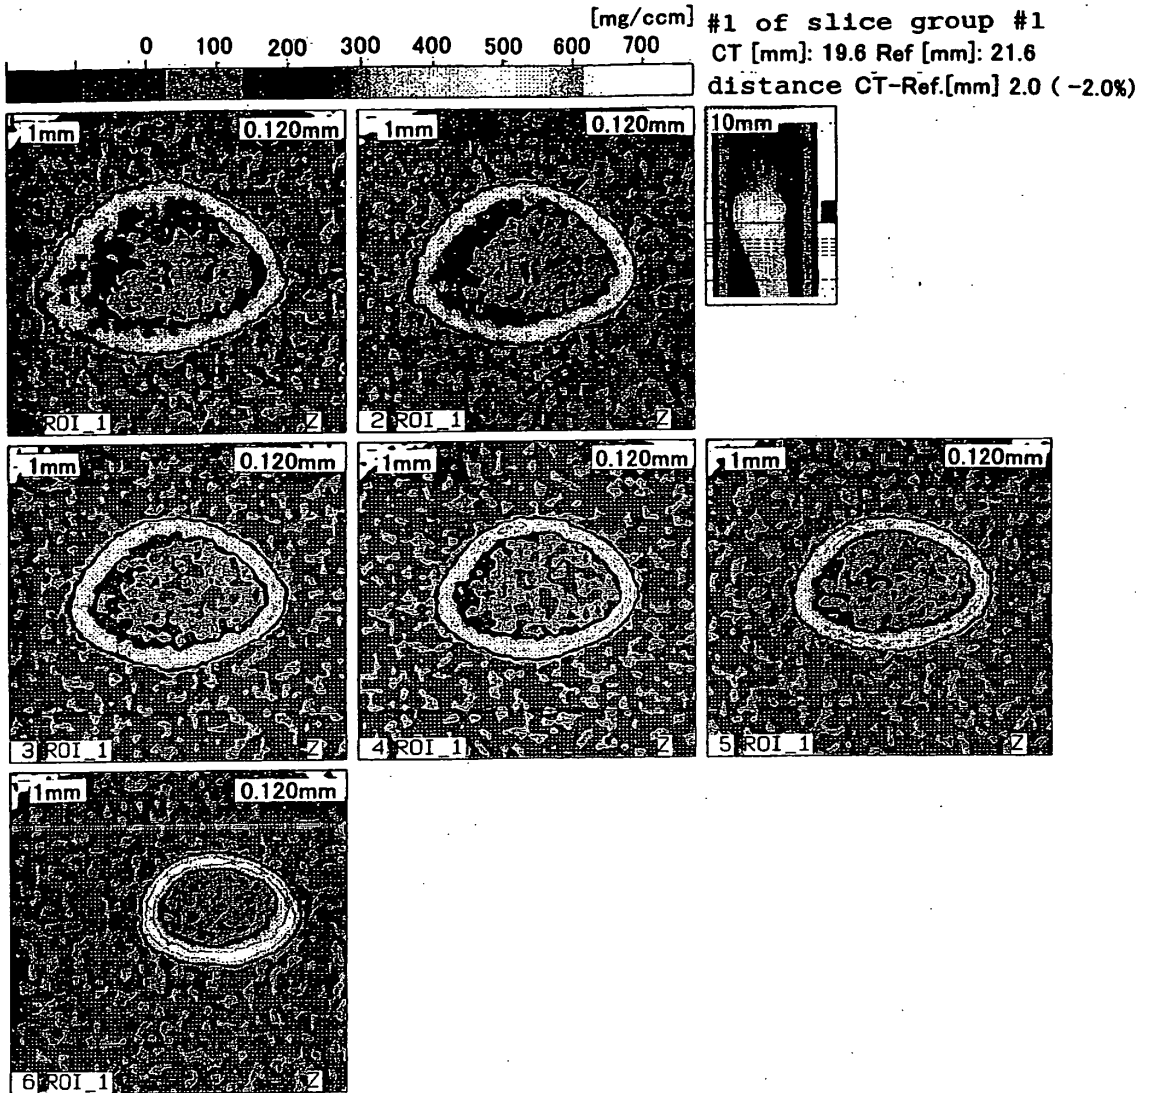 [mg/ccm]
0 100 200 300 400 500 600 700
#1 of slice group #1
CT [mm]: 19.6 Ref [mm]: 21.6
distance CT-Ref.[mm] 2.0 ( -2.0%)
1mm 0.120mm
ROI_1 Z
1mm 0.120mm
2 ROI_1 Z
10mm
1mm 0.120mm
3 ROI_1 Z
1mm 0.120mm
4 ROI_1 Z
1mm 0.120mm
5 ROI_1 Z
1mm 0.120mm
6 ROI_1 Z